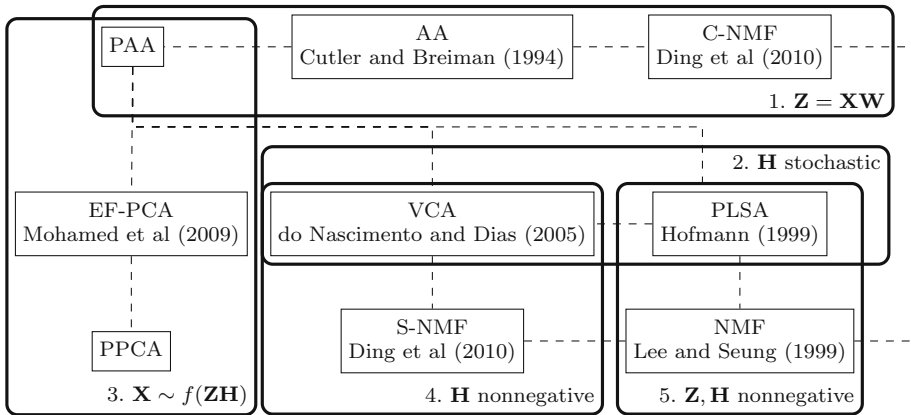 PAA
AA
Cutler and Breiman (1994)
C-NMF
Ding et al (2010)
1. Z = XW
2. H stochastic
EF-PCA
Mohamed et al (2009)
VCA
do Nascimento and Dias (2005)
PLSA
Hofmann (1999)
PPCA
S-NMF
Ding et al (2010)
NMF
Lee and Seung (1999)
3. X ∼ f(ZH)
4. H nonnegative
5. Z, H nonnegative